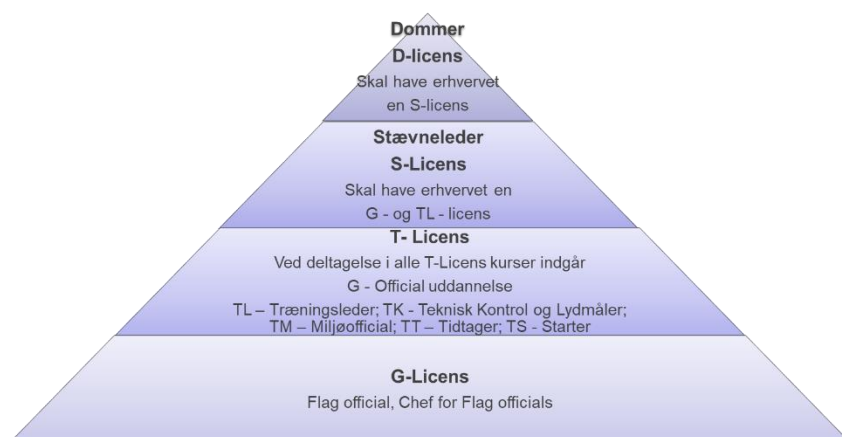 Dommer
D-licens
Skal have erhvervet
en S-licens
Stævneleder
S-Licens
Skal have erhvervet en
G - og TL - licens
T- Licens
Ved deltagelse i alle T-Licens kurser indgår
G - Official uddannelse
TL – Træningsleder; TK - Teknisk Kontrol og Lydmåler;
TM – Miljøofficial; TT – Tidtager; TS - Starter
G-Licens
Flag official, Chef for Flag officials